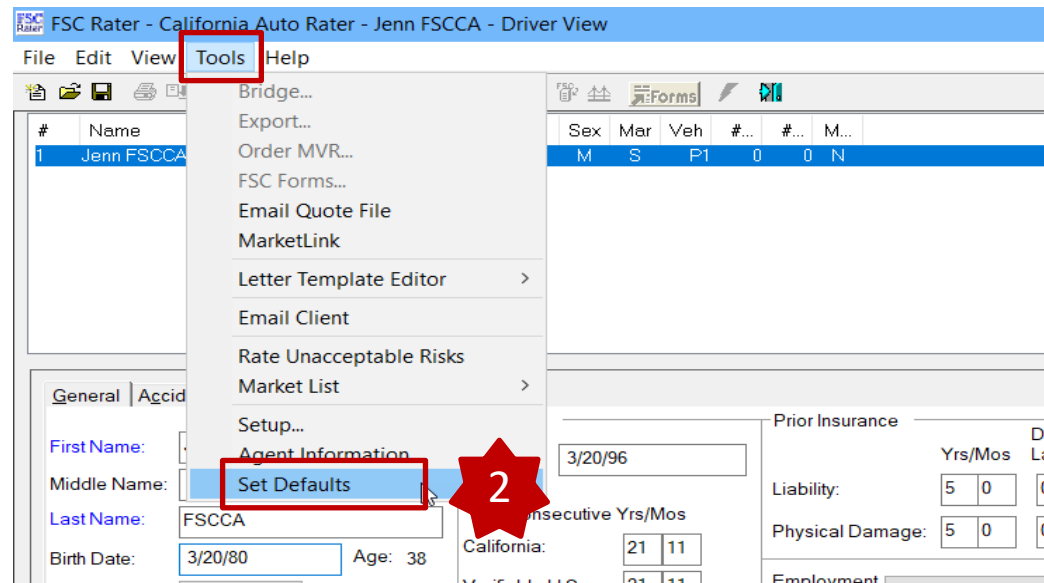 FSC Rater FSC Rater - California Auto Rater - Jenn FSCCA - Driver View
File Edit View Tools Help
Forms
# Name Sex Mar Veh #... #... M...
1 Jenn FSCCA M S P1 0 0 N
Bridge...
Export...
Order MVR...
FSC Forms...
Email Quote File
MarketLink
Letter Template Editor >
Email Client
Rate Unacceptable Risks
Market List >
Setup...
Agent Information
Set Defaults
2
General Accid
Prior Insurance
First Name:
3/20/96
Yrs/Mos
Middle Name:
Liability: 5 0
Last Name: FSCCA
nsecutive Yrs/Mos
Physical Damage: 5 0
Birth Date: 3/20/80 Age: 38
California: 21 11
Employment